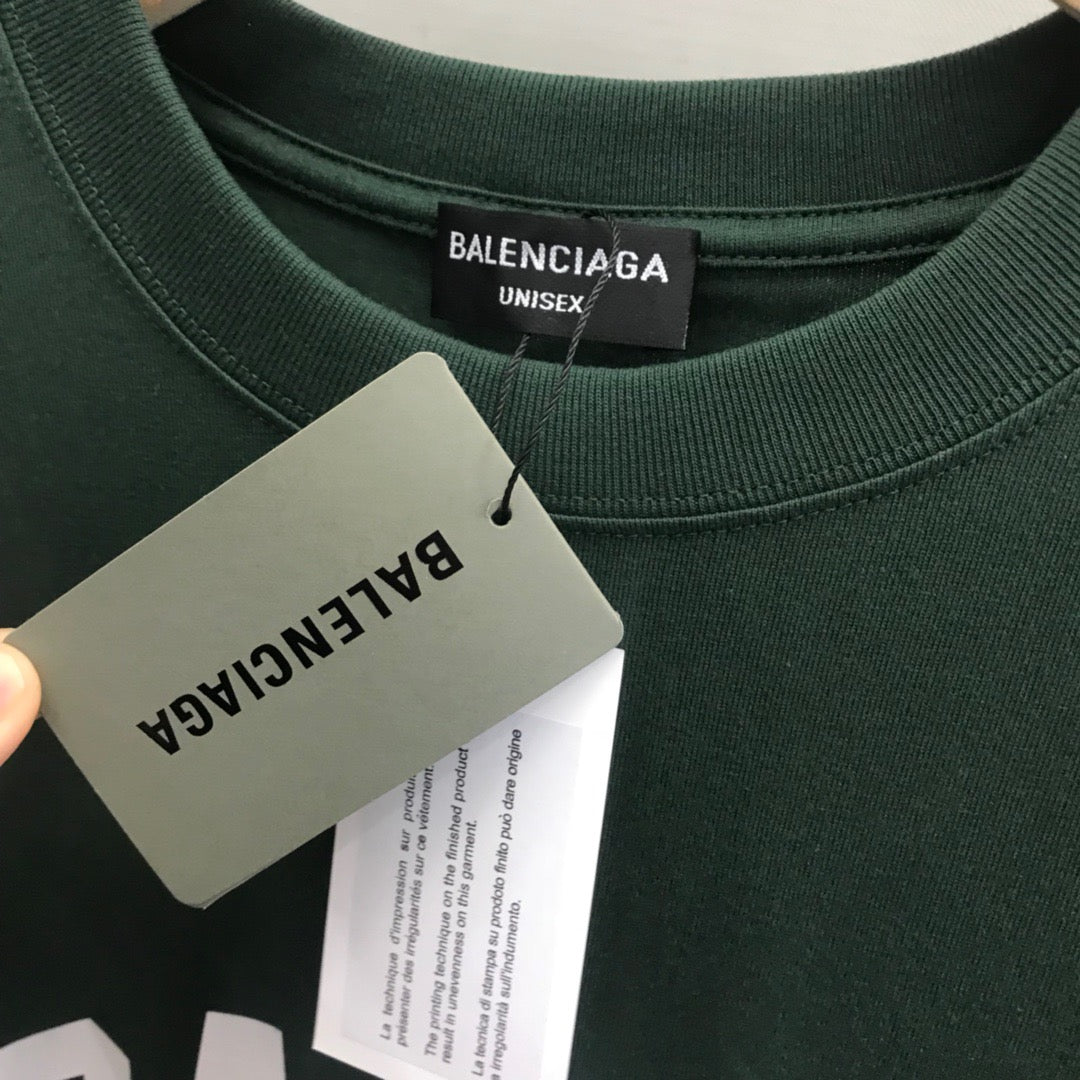 BALENCIAGA
UNISEX
BALENCIAGA
La technique d'impression sur produ
présenter des irrégularités sur ce vêtement.
The printing technique on the finished product
result in unevenness on this garment.
La tecnica di stampa su prodoto finito può dare origine
a irregolarità sull'indumento.